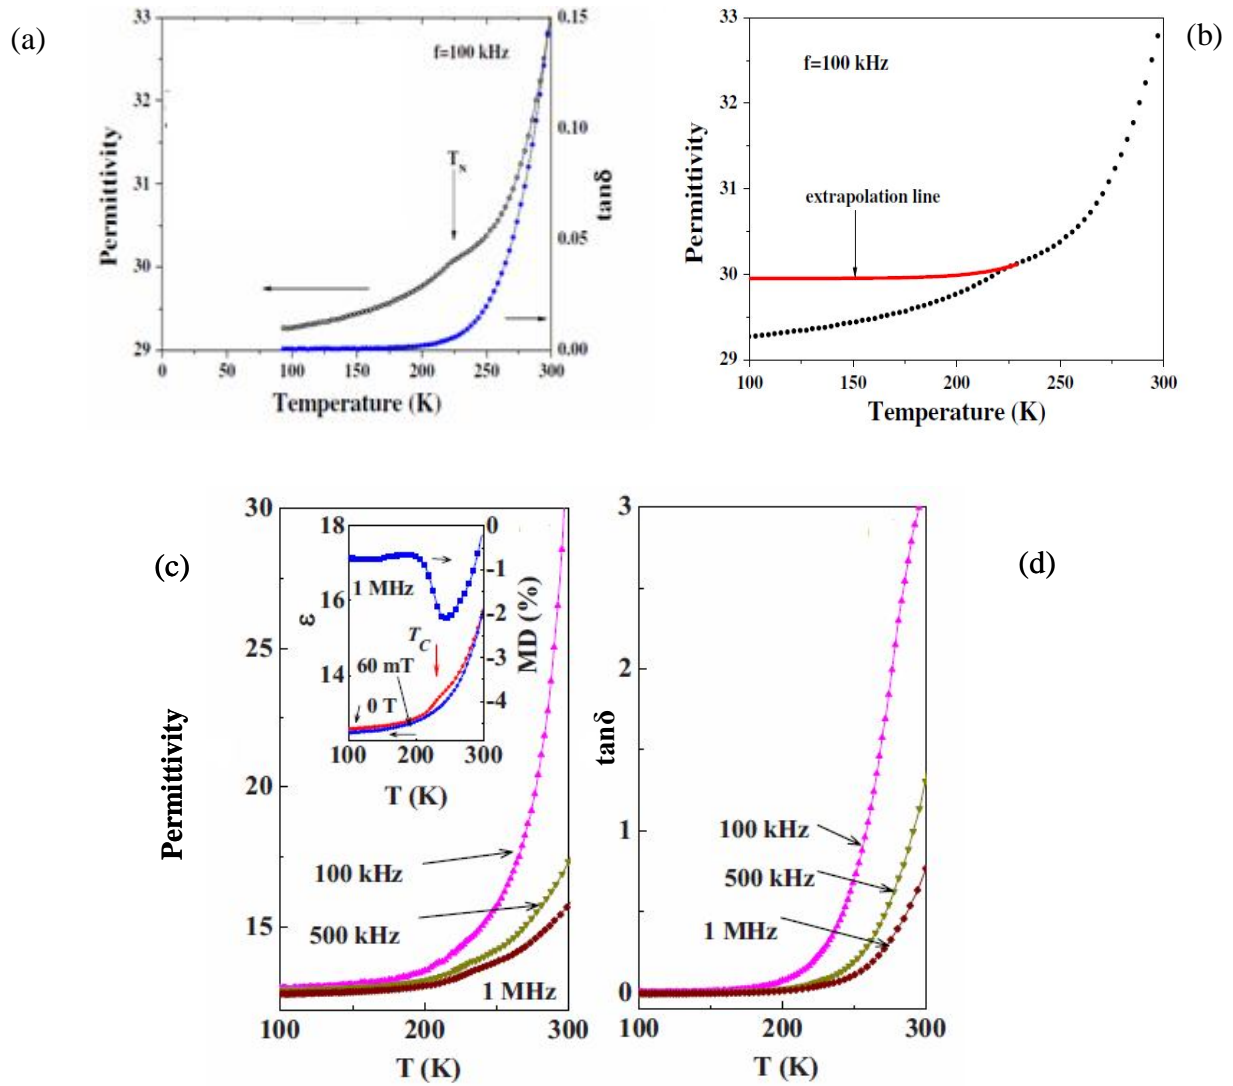 (a)
33
32
31
30
29
Permittivity
f=100 kHz
T_N
0.15
0.10
0.05
0.00
tanδ
0 50 100 150 200 250 300
Temperature (K)
(b)
33
32
31
30
29
Permittivity
f=100 kHz
extrapolation line
100 150 200 250 300
Temperature (K)
(c)
30
25
20
15
Permittivity
18
16
14
ε
0
-1
-2
-3
-4
MD (%)
1 MHz
T_C
60 mT
0 T
100 200 300
T (K)
100 kHz
500 kHz
1 MHz
100 200 300
T (K)
(d)
3
2
1
0
tanδ
100 kHz
500 kHz
1 MHz
100 200 300
T (K)